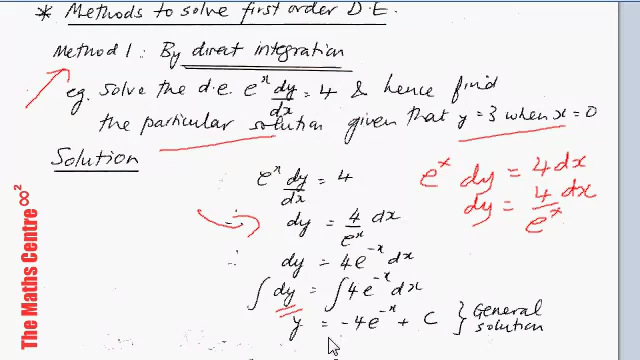 * Methods to solve first order D.E.
Method 1: By direct integration
eg. Solve the d.e. e^x dy/dx = 4 & hence find
the particular solution given that y = 3 when x = 0
Solution
e^x dy/dx = 4
∴ dy = 4/e^x dx
∴ dy = 4e^-x dx
∫ dy = ∫ 4e^-x dx
y = -4e^-x + C } General solution
e^x dy = 4dx
dy = 4/e^x dx
The Maths Centre ∞²